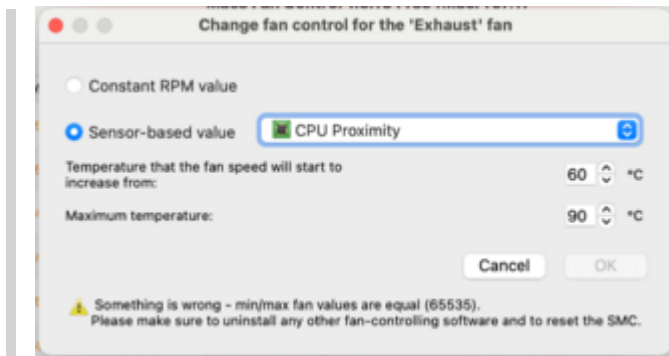 Change fan control for the 'Exhaust' fan
Constant RPM value
Sensor-based value CPU Proximity
Temperature that the fan speed will start to
increase from: 60 °C
Maximum temperature: 90 °C
Cancel OK
Something is wrong - min/max fan values are equal (65535).
Please make sure to uninstall any other fan-controlling software and to reset the SMC.